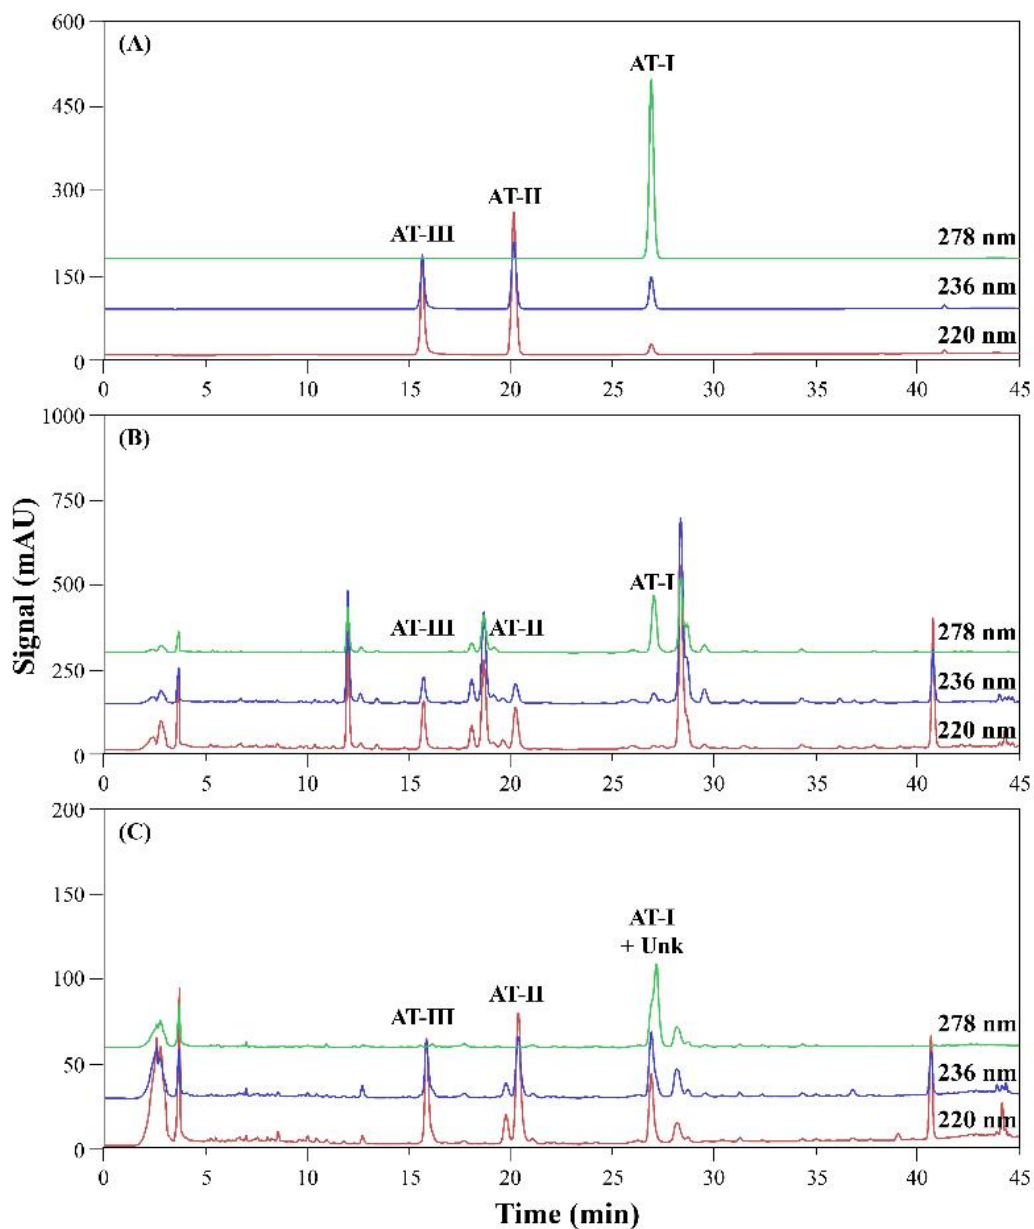 600
(A)
AT-I
450
300
AT-II
AT-III
278 nm
150
236 nm
220 nm
0
0 5 10 15 20 25 30 35 40 45
1000
(B)
750
Signal (mAU)
500
AT-I
AT-III AT-II
278 nm
250
236 nm
220 nm
0
0 5 10 15 20 25 30 35 40 45
200
(C)
150
AT-I
+ Unk
100
AT-II
AT-III
278 nm
50
236 nm
220 nm
0
0 5 10 15 20 25 30 35 40 45
Time (min)